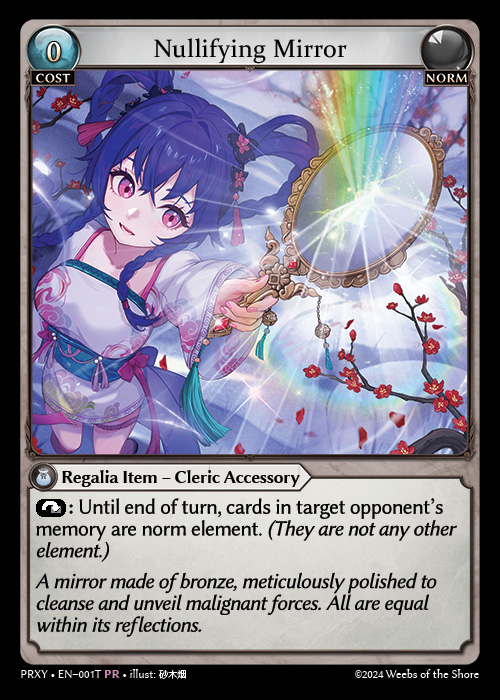 0
Nullifying Mirror
COST
NORM
Regalia Item – Cleric Accessory
: Until end of turn, cards in target opponent's
memory are norm element. (They are not any other
element.)
A mirror made of bronze, meticulously polished to
cleanse and unveil malignant forces. All are equal
within its reflections.
PRXY • EN–001T PR • illust: 砂木烟
©2024 Weebs of the Shore